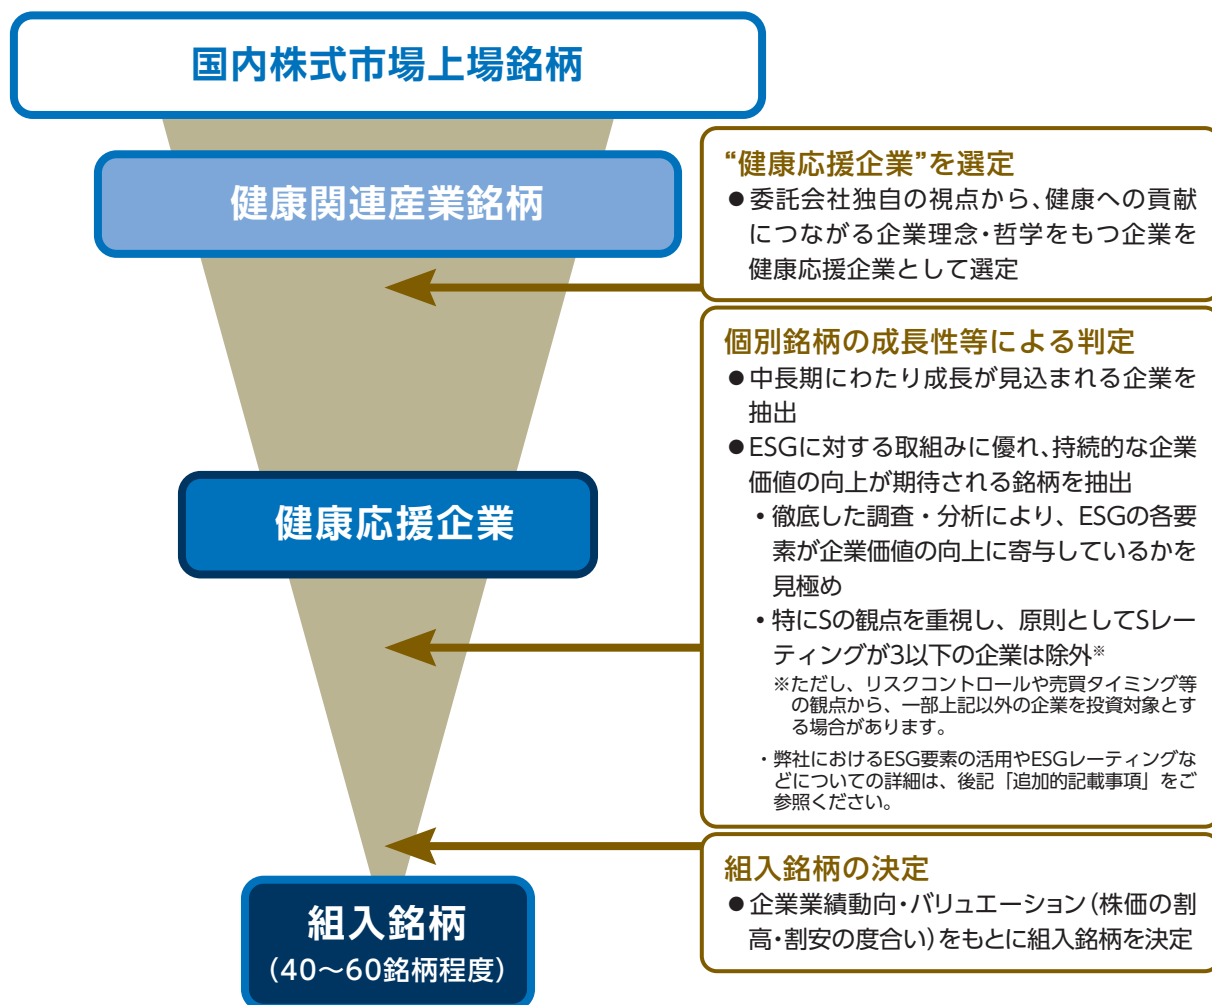 国内株式市場上場銘柄
健康関連産業銘柄
“健康応援企業”を選定
●委託会社独自の視点から、健康への貢献
につながる企業理念・哲学をもつ企業を
健康応援企業として選定
個別銘柄の成長性等による判定
●中長期にわたり成長が見込まれる企業を
抽出
●ESGに対する取組みに優れ、持続的な企業
価値の向上が期待される銘柄を抽出
・徹底した調査・分析により、ESGの各要
素が企業価値の向上に寄与しているかを
見極め
・特にSの観点を重視し、原則としてSレー
ティングが3以下の企業は除外※
※ただし、リスクコントロールや売買タイミング等
の観点から、一部上記以外の企業を投資対象とす
る場合があります。
・弊社におけるESG要素の活用やESGレーティングな
どについての詳細は、後記「追加的記載事項」をご
参照ください。
健康応援企業
組入銘柄の決定
●企業業績動向・バリュエーション(株価の割
高・割安の度合い)をもとに組入銘柄を決定
組入銘柄
(40〜60銘柄程度)